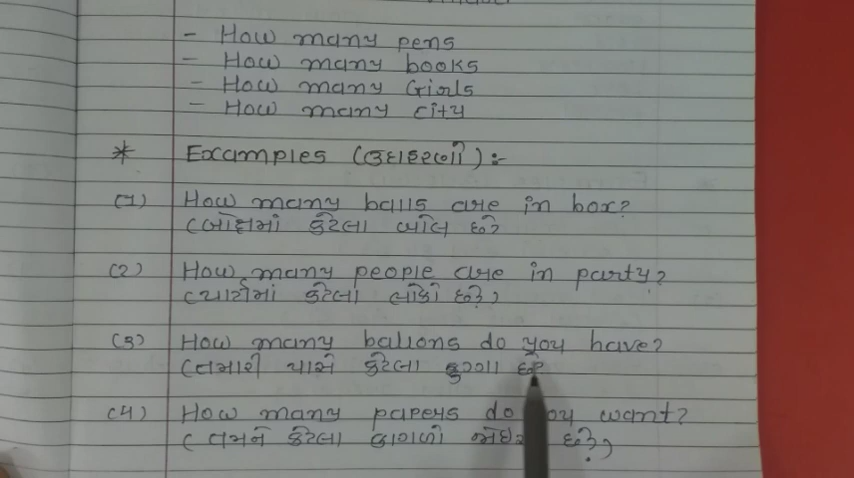 - How many pens
- How many books
- How many Girls
- How many city
* Examples (ઉદાહરણો) :-
(1) How many balls are in box?
(બોક્ષમાં કેટલા બોલ છે?
(2) How many people are in party?
(પાર્ટીમાં કેટલા લોકો છે?)
(3) How many ballons do you have?
(તમારી પાસે કેટલા ફુગ્ગા છે?
(4) How many papers do you want?
(તમને કેટલા કાગળો છે?)